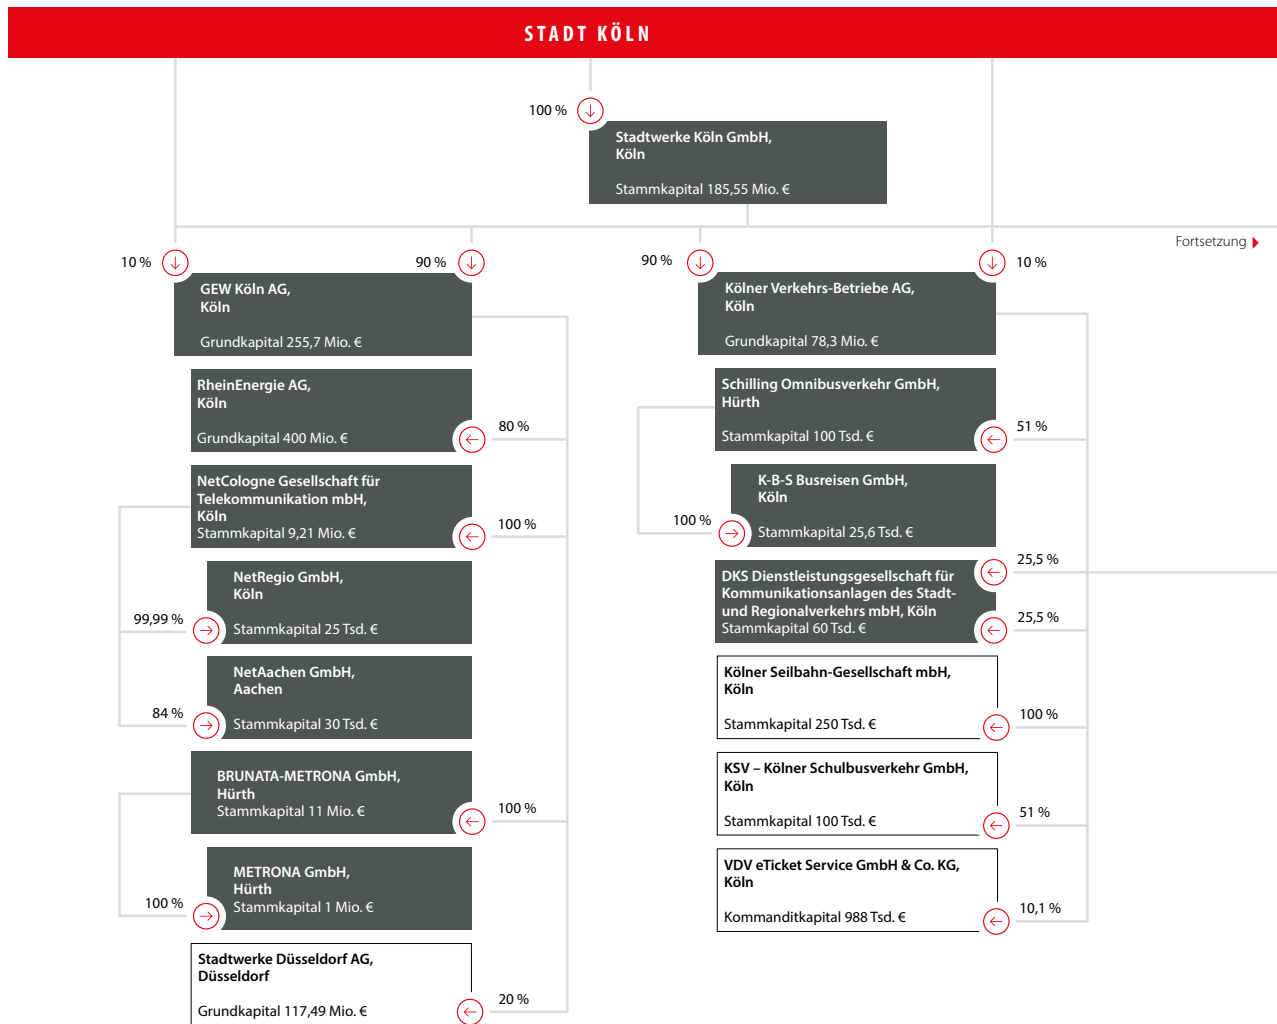 STADT KÖLN
100 %
Stadtwerke Köln GmbH,
Köln
Stammkapital 185,55 Mio. €
Fortsetzung
10 %
90 %
GEW Köln AG,
Köln
Grundkapital 255,7 Mio. €
RheinEnergie AG,
Köln
Grundkapital 400 Mio. €
80 %
NetCologne Gesellschaft für
Telekommunikation mbH,
Köln
Stammkapital 9,21 Mio. €
100 %
NetRegio GmbH,
Köln
Stammkapital 25 Tsd. €
99,99 %
NetAachen GmbH,
Aachen
Stammkapital 30 Tsd. €
84 %
BRUNATA-METRONA GmbH,
Hürth
Stammkapital 11 Mio. €
100 %
METRONA GmbH,
Hürth
Stammkapital 1 Mio. €
100 %
Stadtwerke Düsseldorf AG,
Düsseldorf
Grundkapital 117,49 Mio. €
20 %
90 %
10 %
Kölner Verkehrs-Betriebe AG,
Köln
Grundkapital 78,3 Mio. €
Schilling Omnibusverkehr GmbH,
Hürth
Stammkapital 100 Tsd. €
51 %
K-B-S Busreisen GmbH,
Köln
Stammkapital 25,6 Tsd. €
100 %
DKS Dienstleistungsgesellschaft für
Kommunikationsanlagen des Stadt-
und Regionalverkehrs mbH, Köln
Stammkapital 60 Tsd. €
25,5 %
25,5 %
Kölner Seilbahn-Gesellschaft mbH,
Köln
Stammkapital 250 Tsd. €
100 %
KSV – Kölner Schulbusverkehr GmbH,
Köln
Stammkapital 100 Tsd. €
51 %
VDV eTicket Service GmbH & Co. KG,
Köln
Kommanditkapital 988 Tsd. €
10,1 %